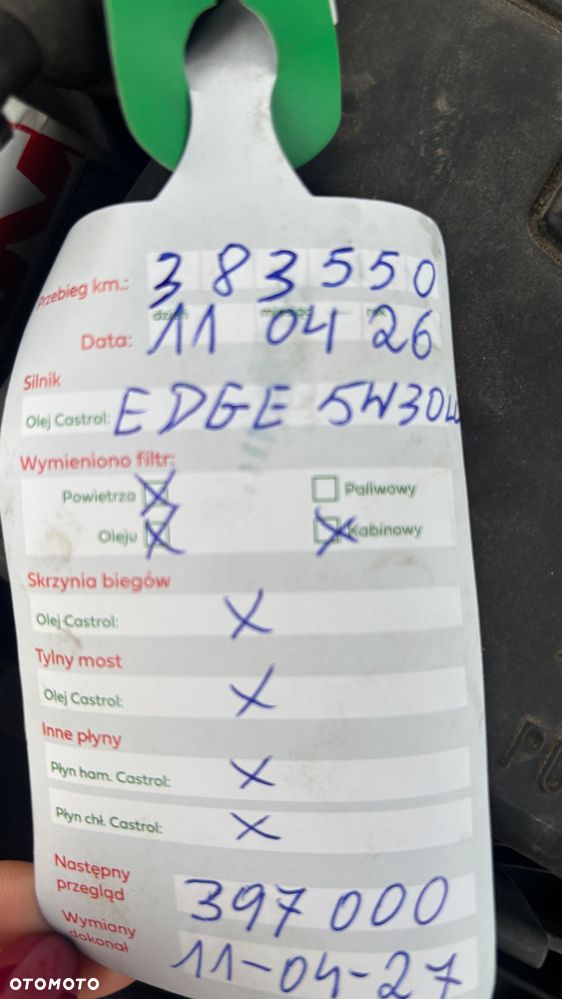 Przebieg km.: 383550
dzień miesiąc rok
Data: 11 04 26
Silnik
Olej Castrol: EDGE 5W30LL
Wymieniono filtr:
Powietrza X Paliwowy
Oleju X X Kabinowy
Skrzynia biegów
Olej Castrol: X
Tylny most
Olej Castrol: X
Inne płyny
Płyn ham. Castrol: X
Płyn chł. Castrol: X
Następny
przegląd 397 000
Wymiany
dokonał 11-04-27
OTOMOTO